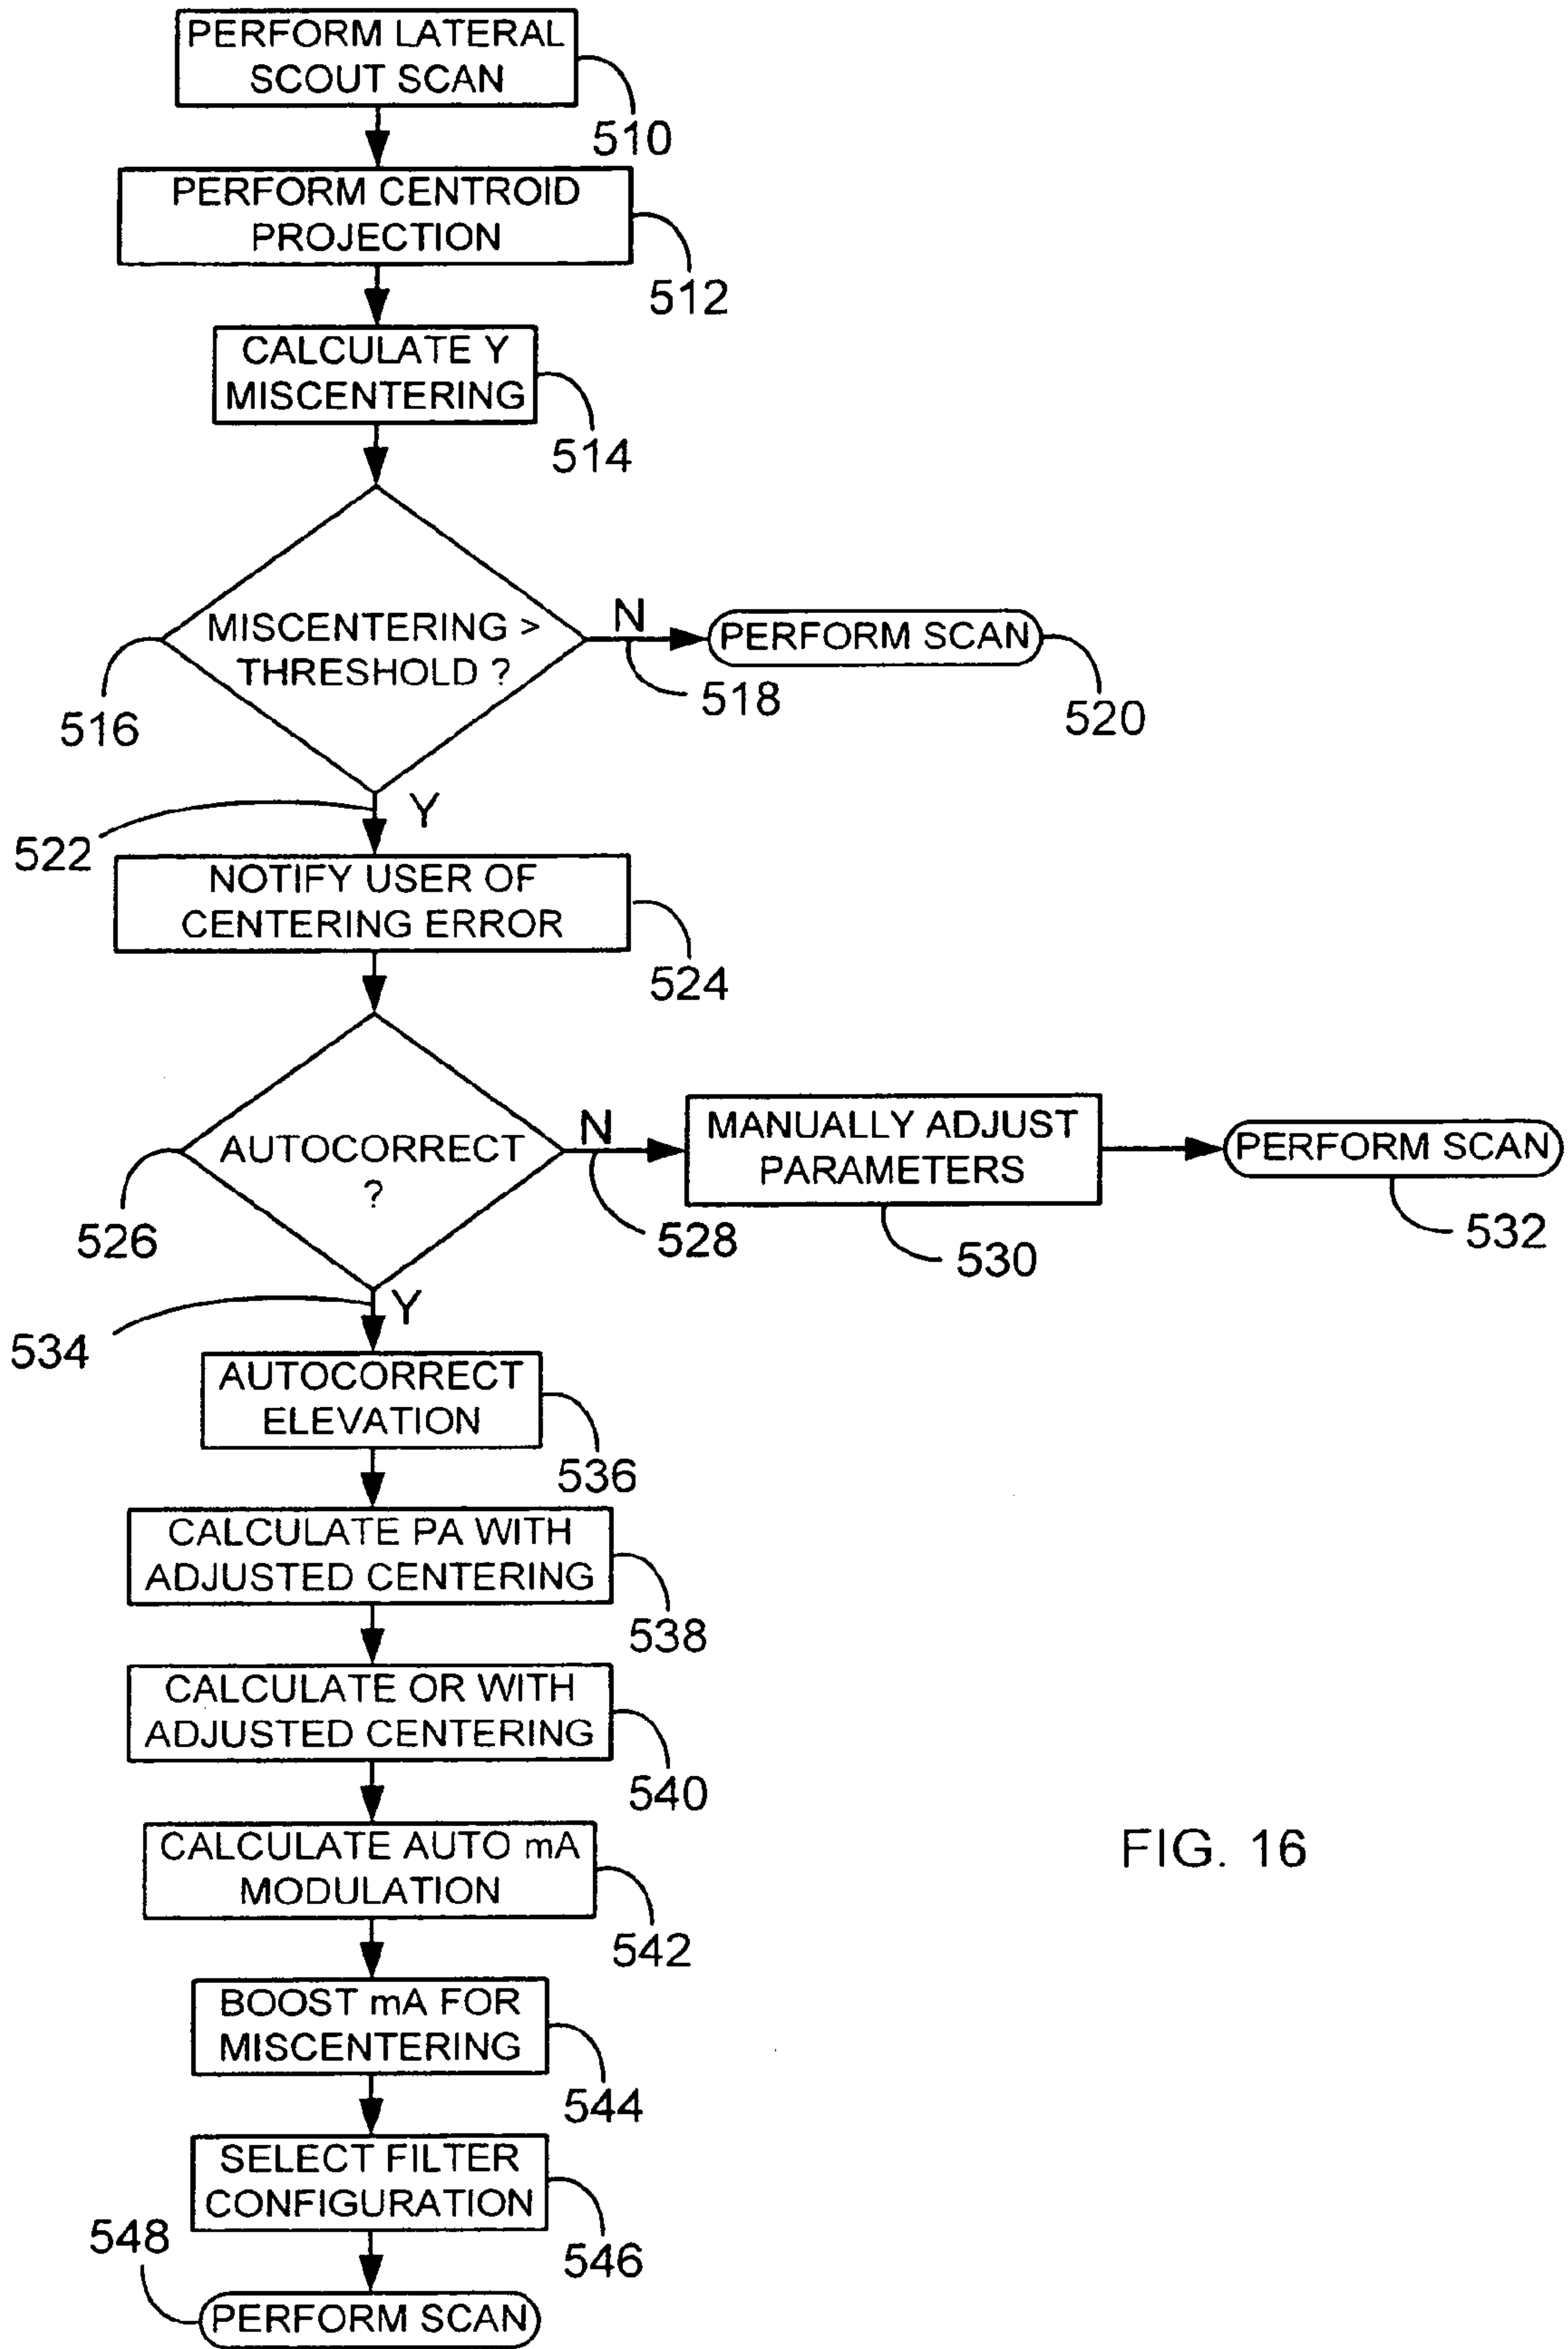 PERFORM LATERAL
SCOUT SCAN
510
PERFORM CENTROID
PROJECTION
512
CALCULATE Y
MISCENTERING
514
MISCENTERING >
THRESHOLD ?
516
N
518
PERFORM SCAN
520
522
Y
NOTIFY USER OF
CENTERING ERROR
524
AUTOCORRECT
?
526
N
528
MANUALLY ADJUST
PARAMETERS
530
PERFORM SCAN
532
534
Y
AUTOCORRECT
ELEVATION
536
CALCULATE PA WITH
ADJUSTED CENTERING
538
CALCULATE OR WITH
ADJUSTED CENTERING
540
CALCULATE AUTO mA
MODULATION
542
BOOST mA FOR
MISCENTERING
544
SELECT FILTER
CONFIGURATION
546
548
PERFORM SCAN
FIG. 16